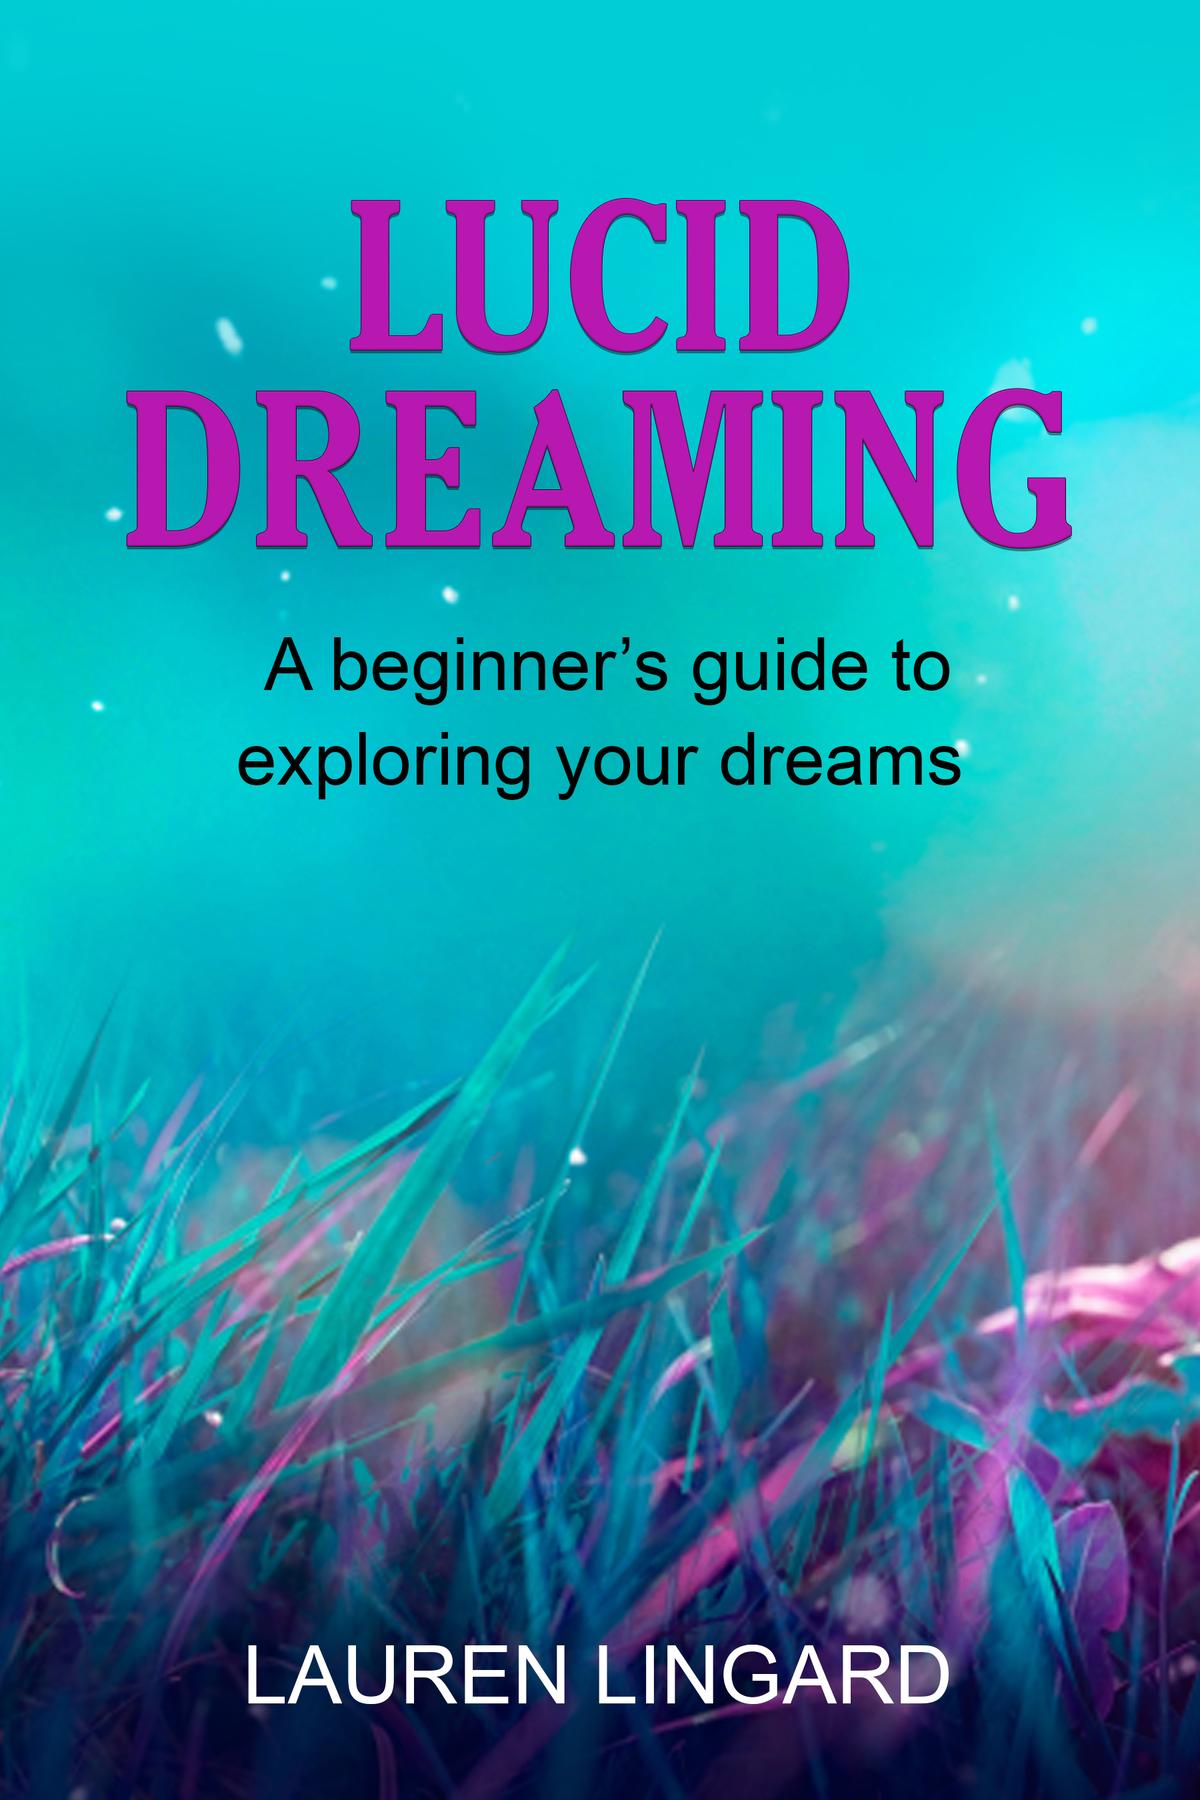 LUCID
DREAMING
A beginner’s guide to
exploring your dreams
LAUREN LINGARD